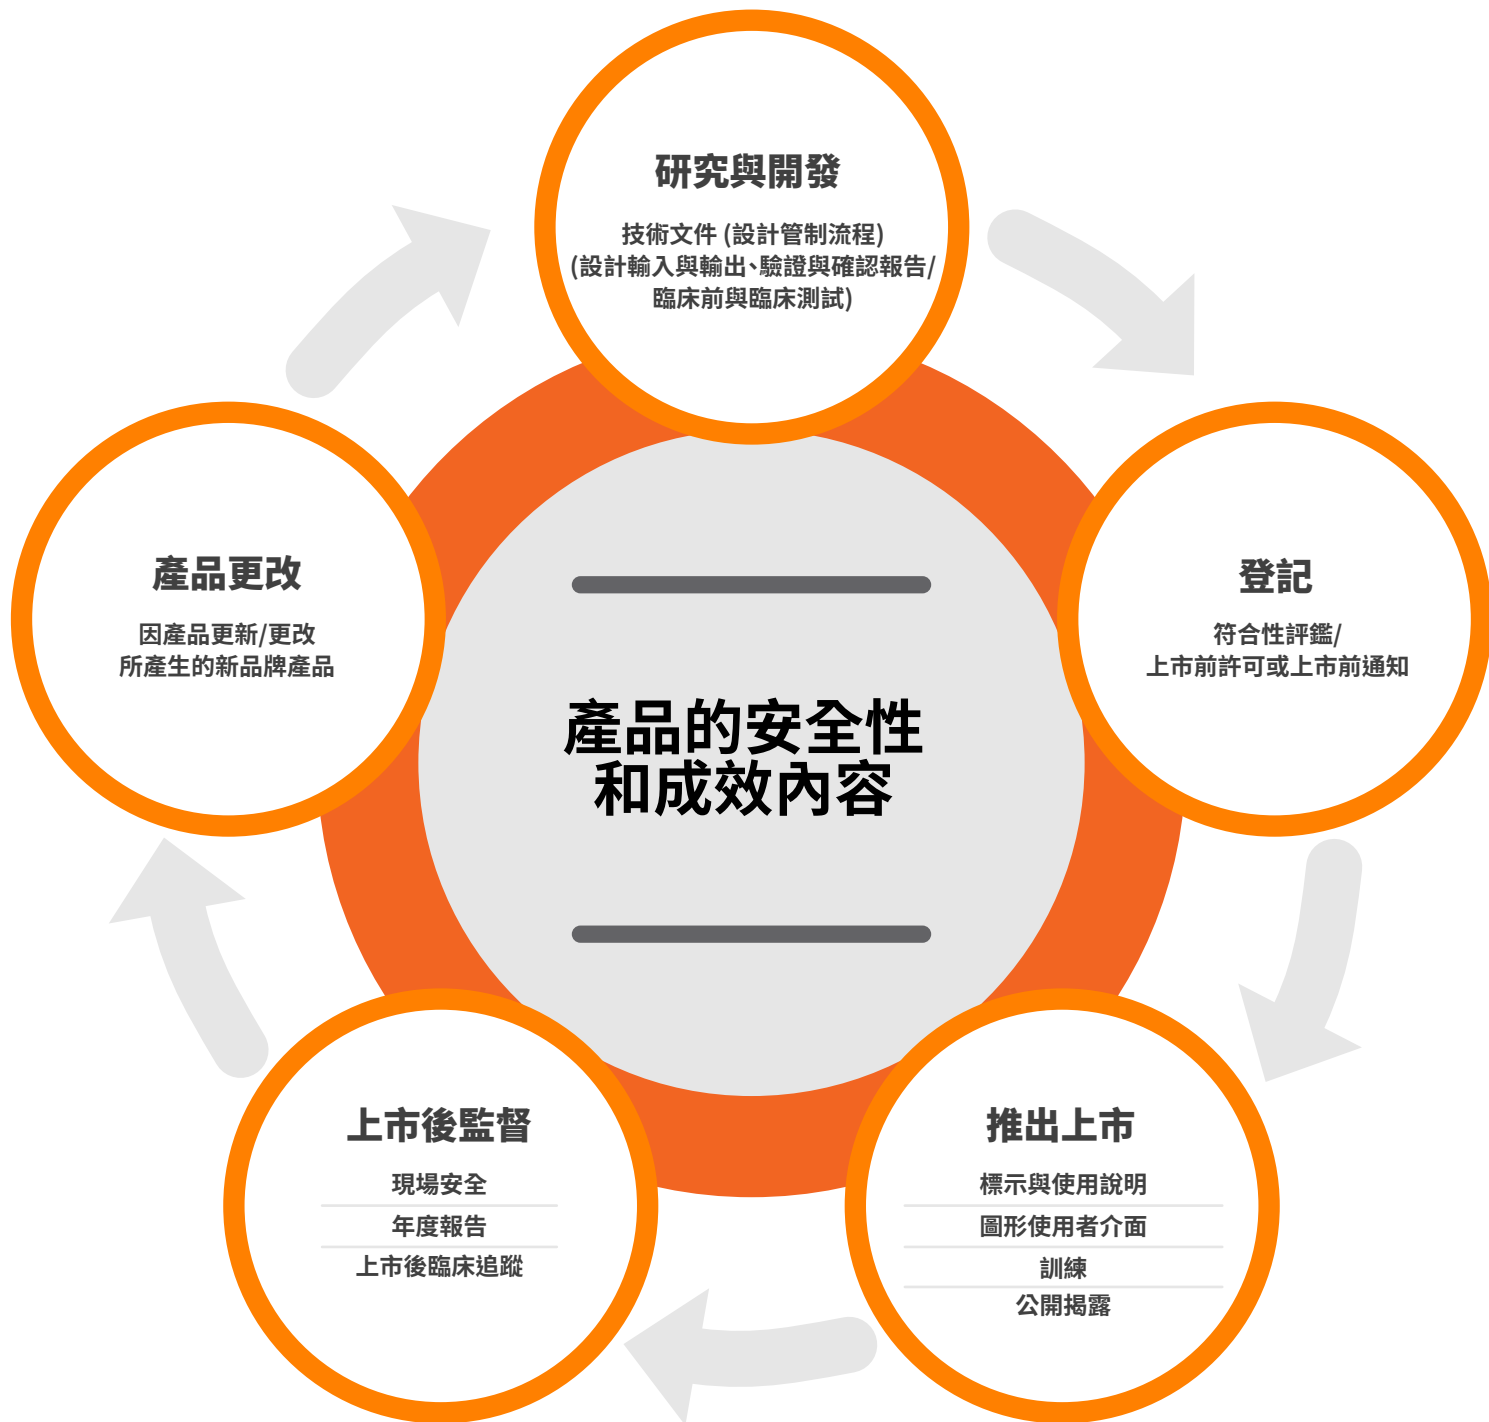 研究與開發
技術文件 (設計管制流程)
(設計輸入與輸出、驗證與確認報告/
臨床前與臨床測試)
登記
符合性評鑑/
上市前許可或上市前通知
推出上市
標示與使用說明
圖形使用者介面
訓練
公開揭露
上市後監督
現場安全
年度報告
上市後臨床追蹤
產品更改
因產品更新/更改
所產生的新品牌產品
產品的安全性
和成效內容